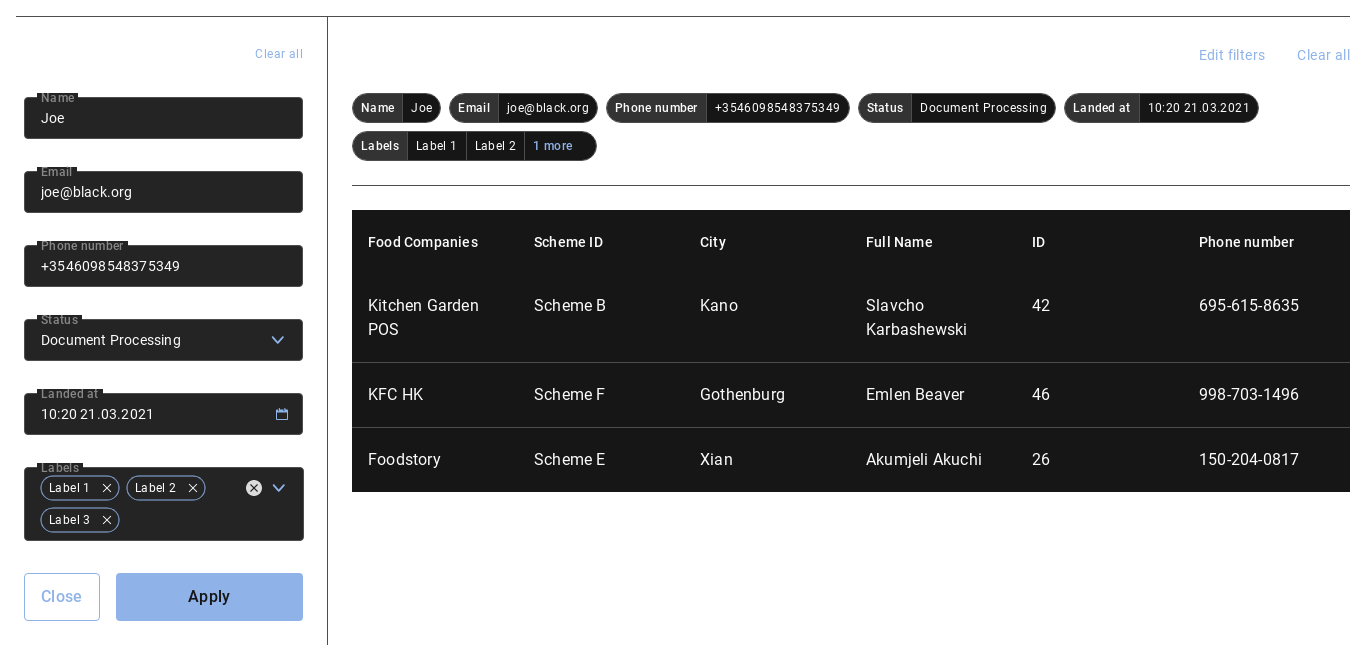 Clear all
Name
Joe
Email
joe@black.org
Phone number
+3546098548375349
Status
Document Processing
Landed at
10:20 21.03.2021
Labels
Label 1 Label 2
Label 3
Close Apply
Edit filters Clear all
Name Joe Email joe@black.org Phone number +3546098548375349 Status Document Processing Landed at 10:20 21.03.2021
Labels Label 1 Label 2 1 more
Food Companies Scheme ID City Full Name ID Phone number
Kitchen Garden Scheme B Kano Slavcho 42 695-615-8635
POS Karbashewski
KFC HK Scheme F Gothenburg Emlen Beaver 46 998-703-1496
Foodstory Scheme E Xian Akumjeli Akuchi 26 150-204-0817